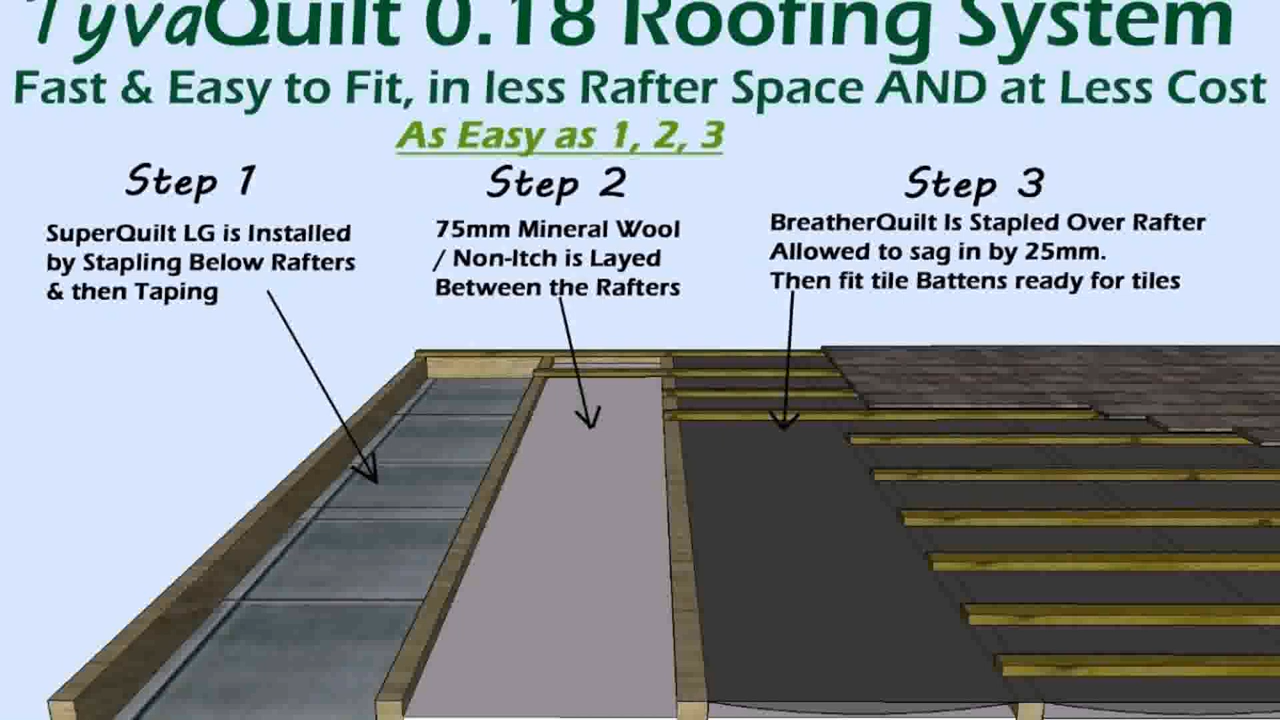 TyvaQuilt 0.18 Roofing System
Fast & Easy to Fit, in less Rafter Space AND at Less Cost
As Easy as 1, 2, 3
Step 1
SuperQuilt LG is Installed
by Stapling Below Rafters
& then Taping
Step 2
75mm Mineral Wool
/ Non-Itch is Layed
Between the Rafters
Step 3
BreatherQuilt Is Stapled Over Rafter
Allowed to sag in by 25mm.
Then fit tile Battens ready for tiles